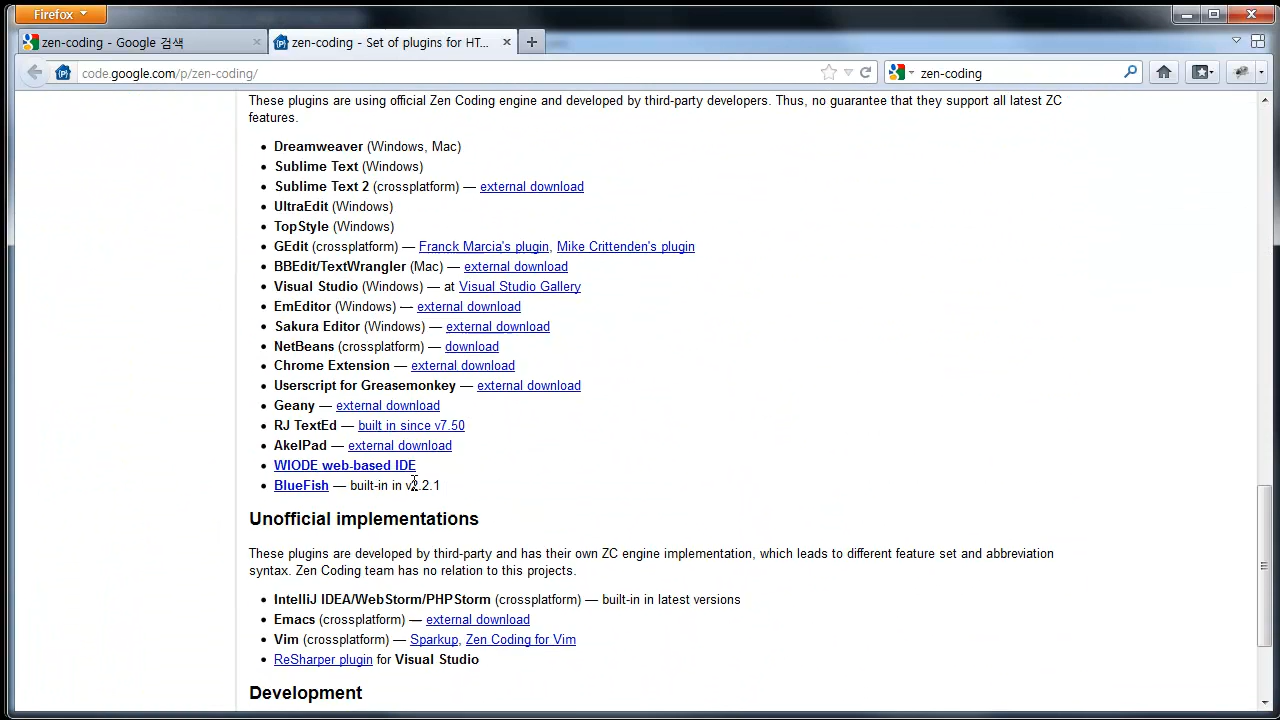 Firefox
zen-coding - Google 검색
zen-coding - Set of plugins for HT...
code.google.com/p/zen-coding/
zen-coding
These plugins are using official Zen Coding engine and developed by third-party developers. Thus, no guarantee that they support all latest ZC
features.
Dreamweaver (Windows, Mac)
Sublime Text (Windows)
Sublime Text 2 (crossplatform) — external download
UltraEdit (Windows)
TopStyle (Windows)
GEdit (crossplatform) — Franck Marcia's plugin, Mike Crittenden's plugin
BBEdit/TextWrangler (Mac) — external download
Visual Studio (Windows) — at Visual Studio Gallery
EmEditor (Windows) — external download
Sakura Editor (Windows) — external download
NetBeans (crossplatform) — download
Chrome Extension — external download
Userscript for Greasemonkey — external download
Geany — external download
RJ TextEd — built in since v7.50
AkelPad — external download
WIODE web-based IDE
BlueFish — built-in in v2.2.1
Unofficial implementations
These plugins are developed by third-party and has their own ZC engine implementation, which leads to different feature set and abbreviation
syntax. Zen Coding team has no relation to this projects.
IntelliJ IDEA/WebStorm/PHPStorm (crossplatform) — built-in in latest versions
Emacs (crossplatform) — external download
Vim (crossplatform) — Sparkup, Zen Coding for Vim
ReSharper plugin for Visual Studio
Development